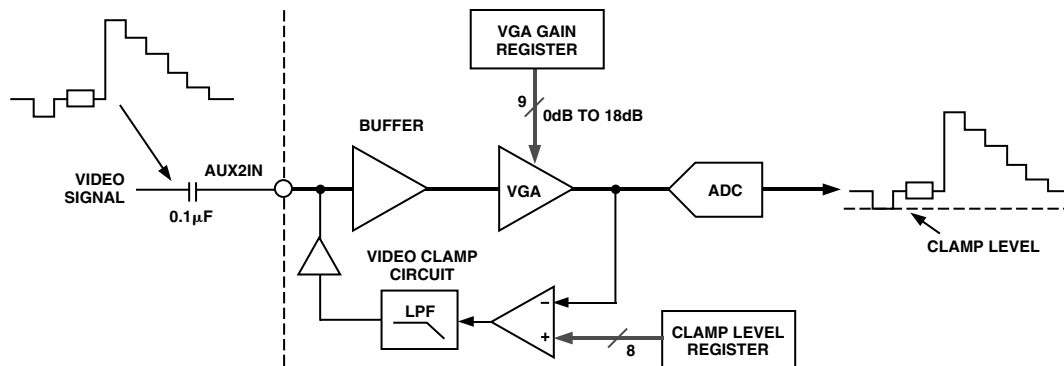 VGA GAIN
REGISTER
9
0dB TO 18dB
BUFFER
AUX2IN
VIDEO
SIGNAL
0.1μF
VGA
ADC
CLAMP LEVEL
VIDEO CLAMP
CIRCUIT
LPF
–
+
8
CLAMP LEVEL
REGISTER